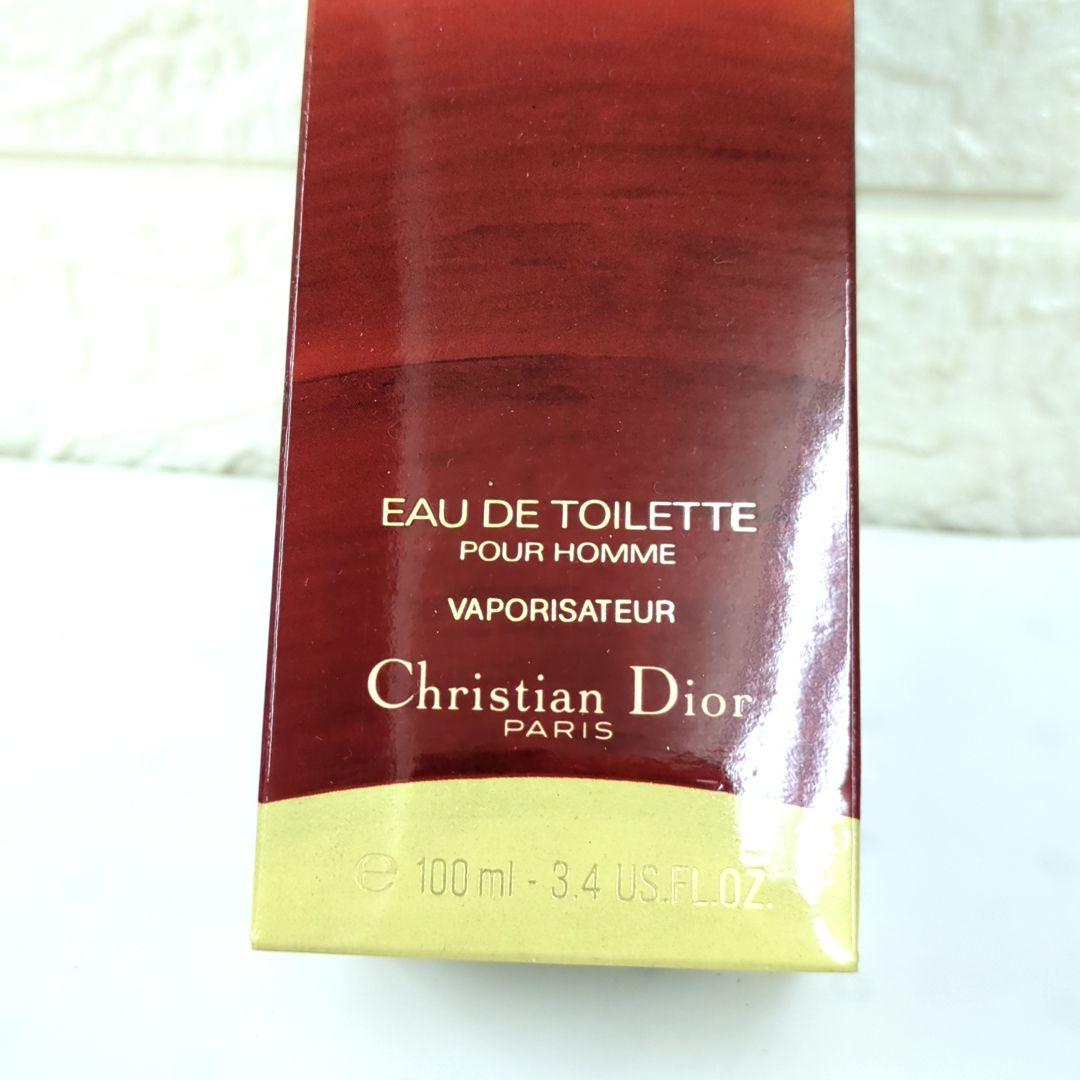 EAU DE TOILETTE
POUR HOMME
VAPORISATEUR
Christian Dior
PARIS
℮ 100 ml - 3.4 US.FL.OZ.